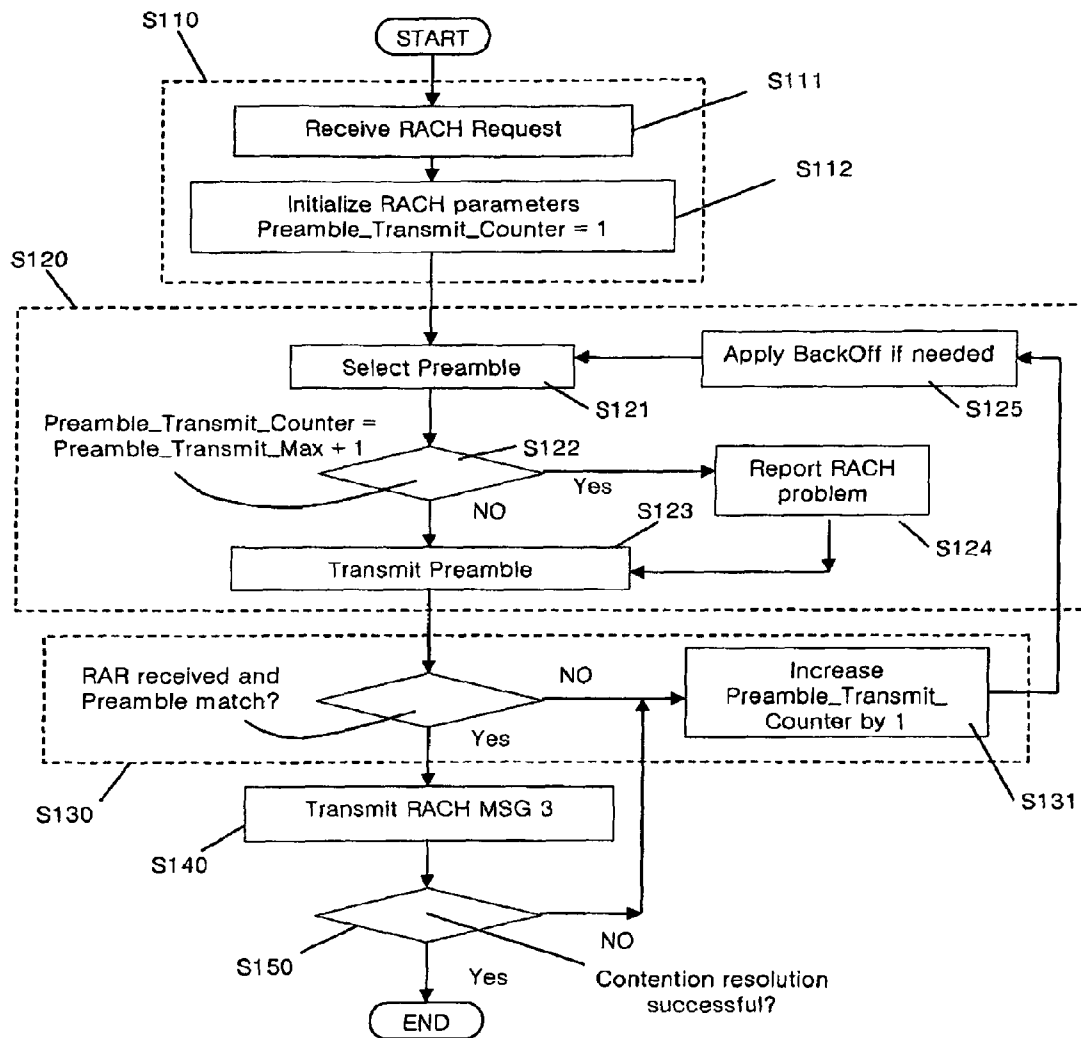 S110
START
S111
Receive RACH Request
S112
Initialize RACH parameters
Preamble_Transmit_Counter = 1
S120
Select Preamble
Apply BackOff if needed
S121
S125
Preamble_Transmit_Counter =
Preamble_Transmit_Max + 1
S122
Yes
Report RACH
problem
NO
S123
S124
Transmit Preamble
RAR received and
Preamble match?
NO
Increase
Preamble_Transmit_
Counter by 1
Yes
S130
Transmit RACH MSG 3
S131
S140
S150
NO
Yes
Contention resolution
successful?
END